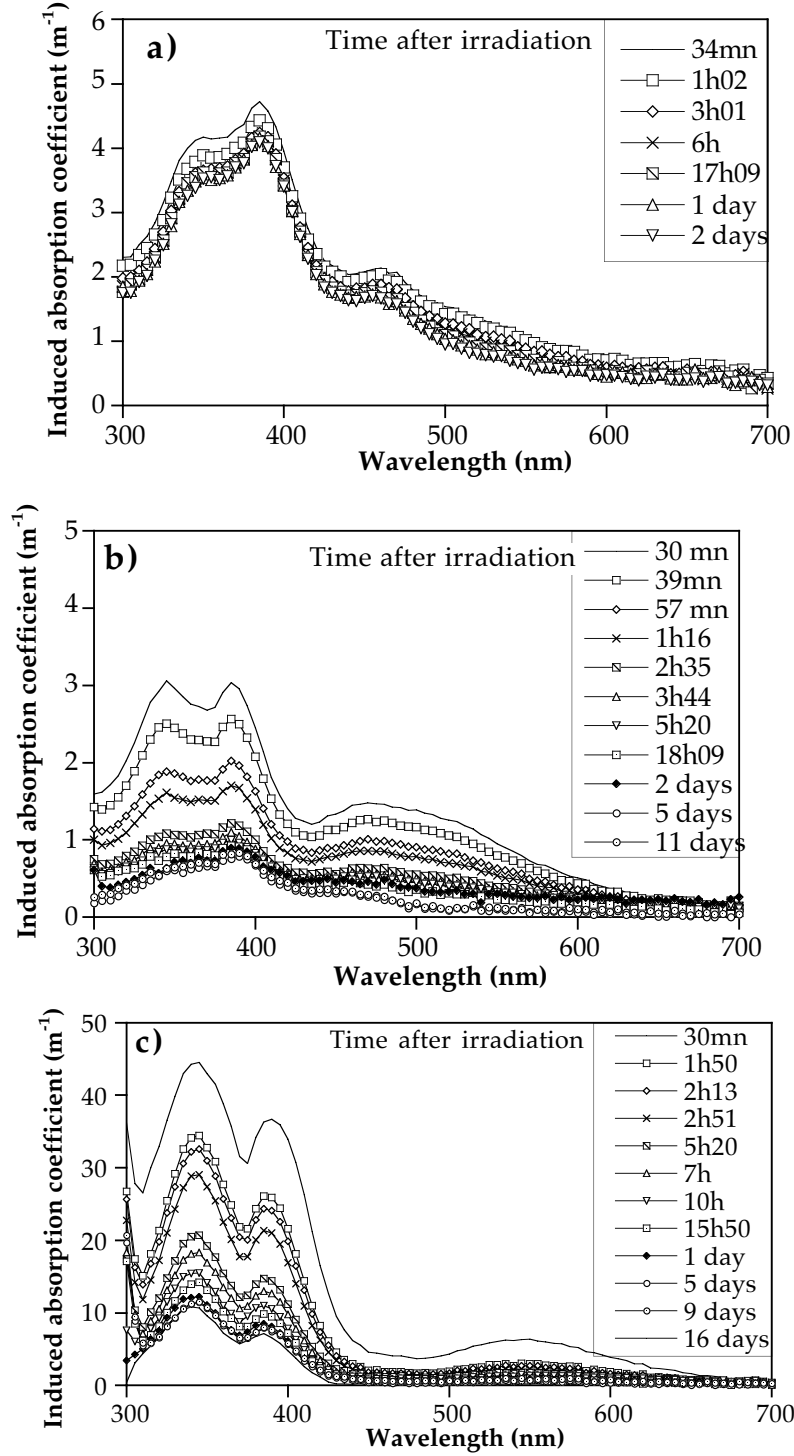 6
5
4
3
2
1
0
Induced absorption coefficient (m-1)
a)
Time after irradiation
34mn
1h02
3h01
6h
17h09
1 day
2 days
300
400
500
600
700
Wavelength (nm)
5
4
3
2
1
0
Induced absorption coefficient (m-1)
b)
Time after irradiation
30 mn
39mn
57 mn
1h16
2h35
3h44
5h20
18h09
2 days
5 days
11 days
300
400
500
600
700
Wavelength (nm)
50
40
30
20
10
0
Induced absorption coefficient (m-1)
c)
Time after irradiation
30mn
1h50
2h13
2h51
5h20
7h
10h
15h50
1 day
5 days
9 days
16 days
300
400
500
600
700
Wavelength (nm)